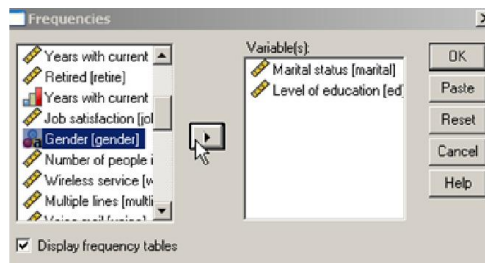 Frequencies
Years with current
Retired [retire]
Years with current
Job satisfaction [jol
Gender [gender]
Number of people i
Wireless service [w
Multiple lines [multi
Variable(s):
Marital status [marital]
Level of education [ed
OK
Paste
Reset
Cancel
Help
Display frequency tables